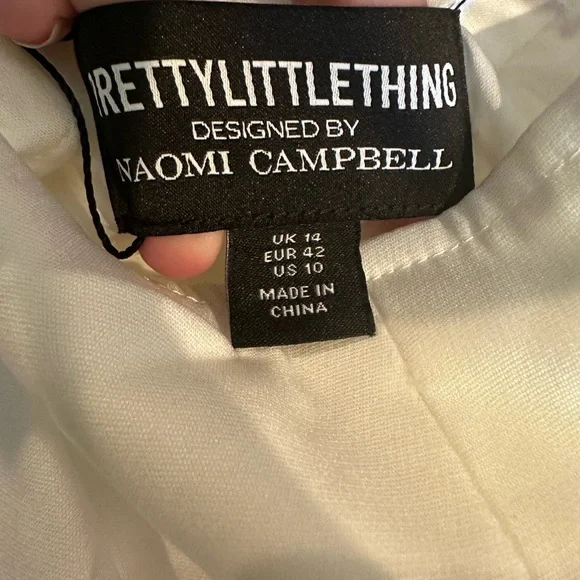 PRETTYLITTLETHING
DESIGNED BY
NAOMI CAMPBELL
UK 14
EUR 42
US 10
MADE IN
CHINA